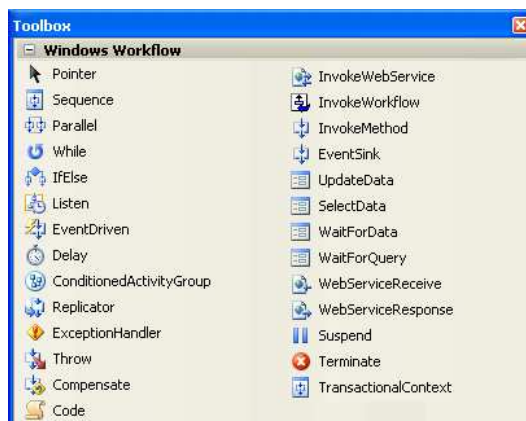 Toolbox
Windows Workflow
Pointer
Sequence
Parallel
While
IfElse
Listen
EventDriven
Delay
ConditionedActivityGroup
Replicator
ExceptionHandler
Throw
Compensate
Code
InvokeWebService
InvokeWorkflow
InvokeMethod
EventSink
UpdateData
SelectData
WaitForData
WaitForQuery
WebServiceReceive
WebServiceResponse
Suspend
Terminate
TransactionalContext